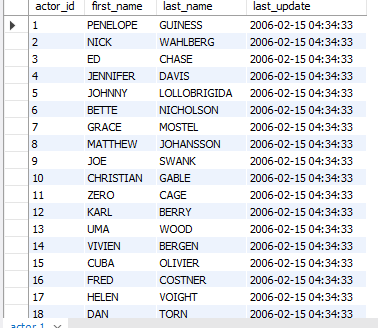 actor_id first_name last_name last_update
1 PENELOPE GUINESS 2006-02-15 04:34:33
2 NICK WAHLBERG 2006-02-15 04:34:33
3 ED CHASE 2006-02-15 04:34:33
4 JENNIFER DAVIS 2006-02-15 04:34:33
5 JOHNNY LOLLOBRIGIDA 2006-02-15 04:34:33
6 BETTE NICHOLSON 2006-02-15 04:34:33
7 GRACE MOSTEL 2006-02-15 04:34:33
8 MATTHEW JOHANSSON 2006-02-15 04:34:33
9 JOE SWANK 2006-02-15 04:34:33
10 CHRISTIAN GABLE 2006-02-15 04:34:33
11 ZERO CAGE 2006-02-15 04:34:33
12 KARL BERRY 2006-02-15 04:34:33
13 UMA WOOD 2006-02-15 04:34:33
14 VIVIEN BERGEN 2006-02-15 04:34:33
15 CUBA OLIVIER 2006-02-15 04:34:33
16 FRED COSTNER 2006-02-15 04:34:33
17 HELEN VOIGHT 2006-02-15 04:34:33
18 DAN TORN 2006-02-15 04:34:33
actor 1